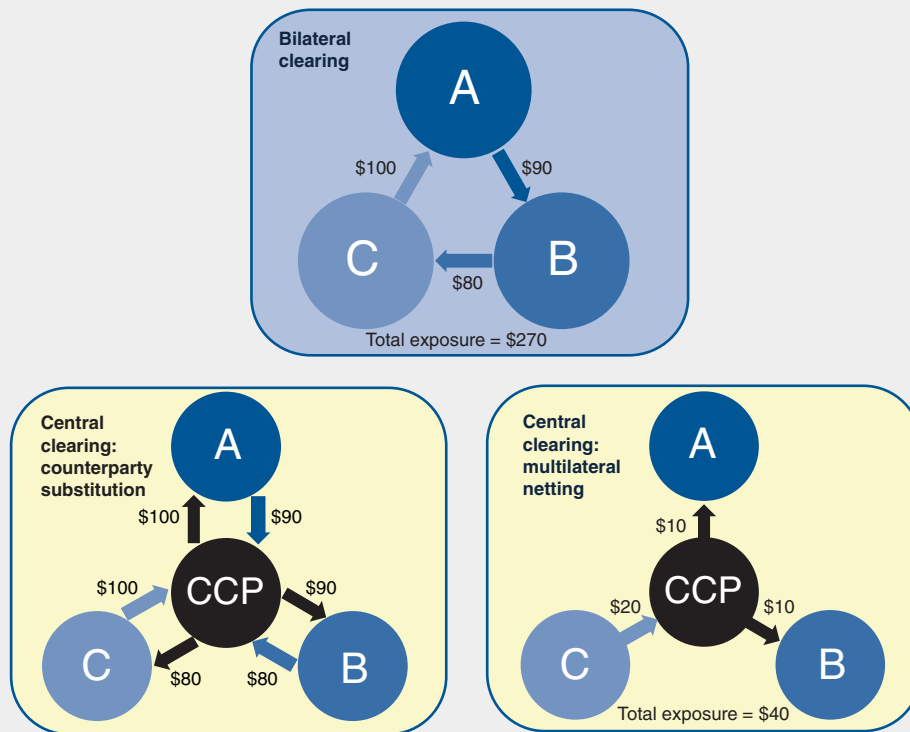 Bilateral
clearing
A
$100
$90
C
B
$80
Total exposure = $270
Central
clearing:
counterparty
substitution
A
$100
$90
CCP
$100
$90
C
B
$80
$80
Central
clearing:
multilateral
netting
A
$10
CCP
$20
$10
C
B
Total exposure = $40